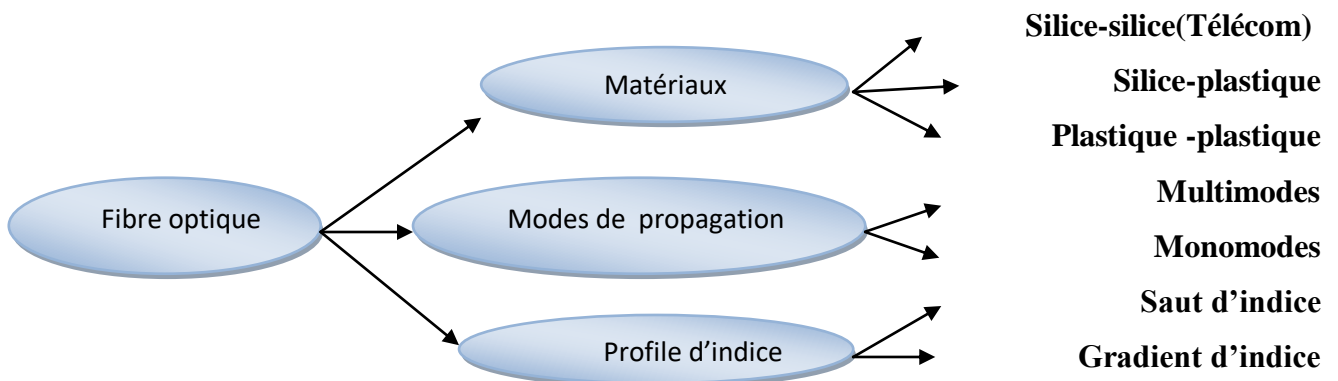 Fibre optique
Matériaux
Silice-silice(Télécom)
Silice-plastique
Plastique -plastique
Modes de propagation
Multimodes
Monomodes
Profile d’indice
Saut d’indice
Gradient d’indice